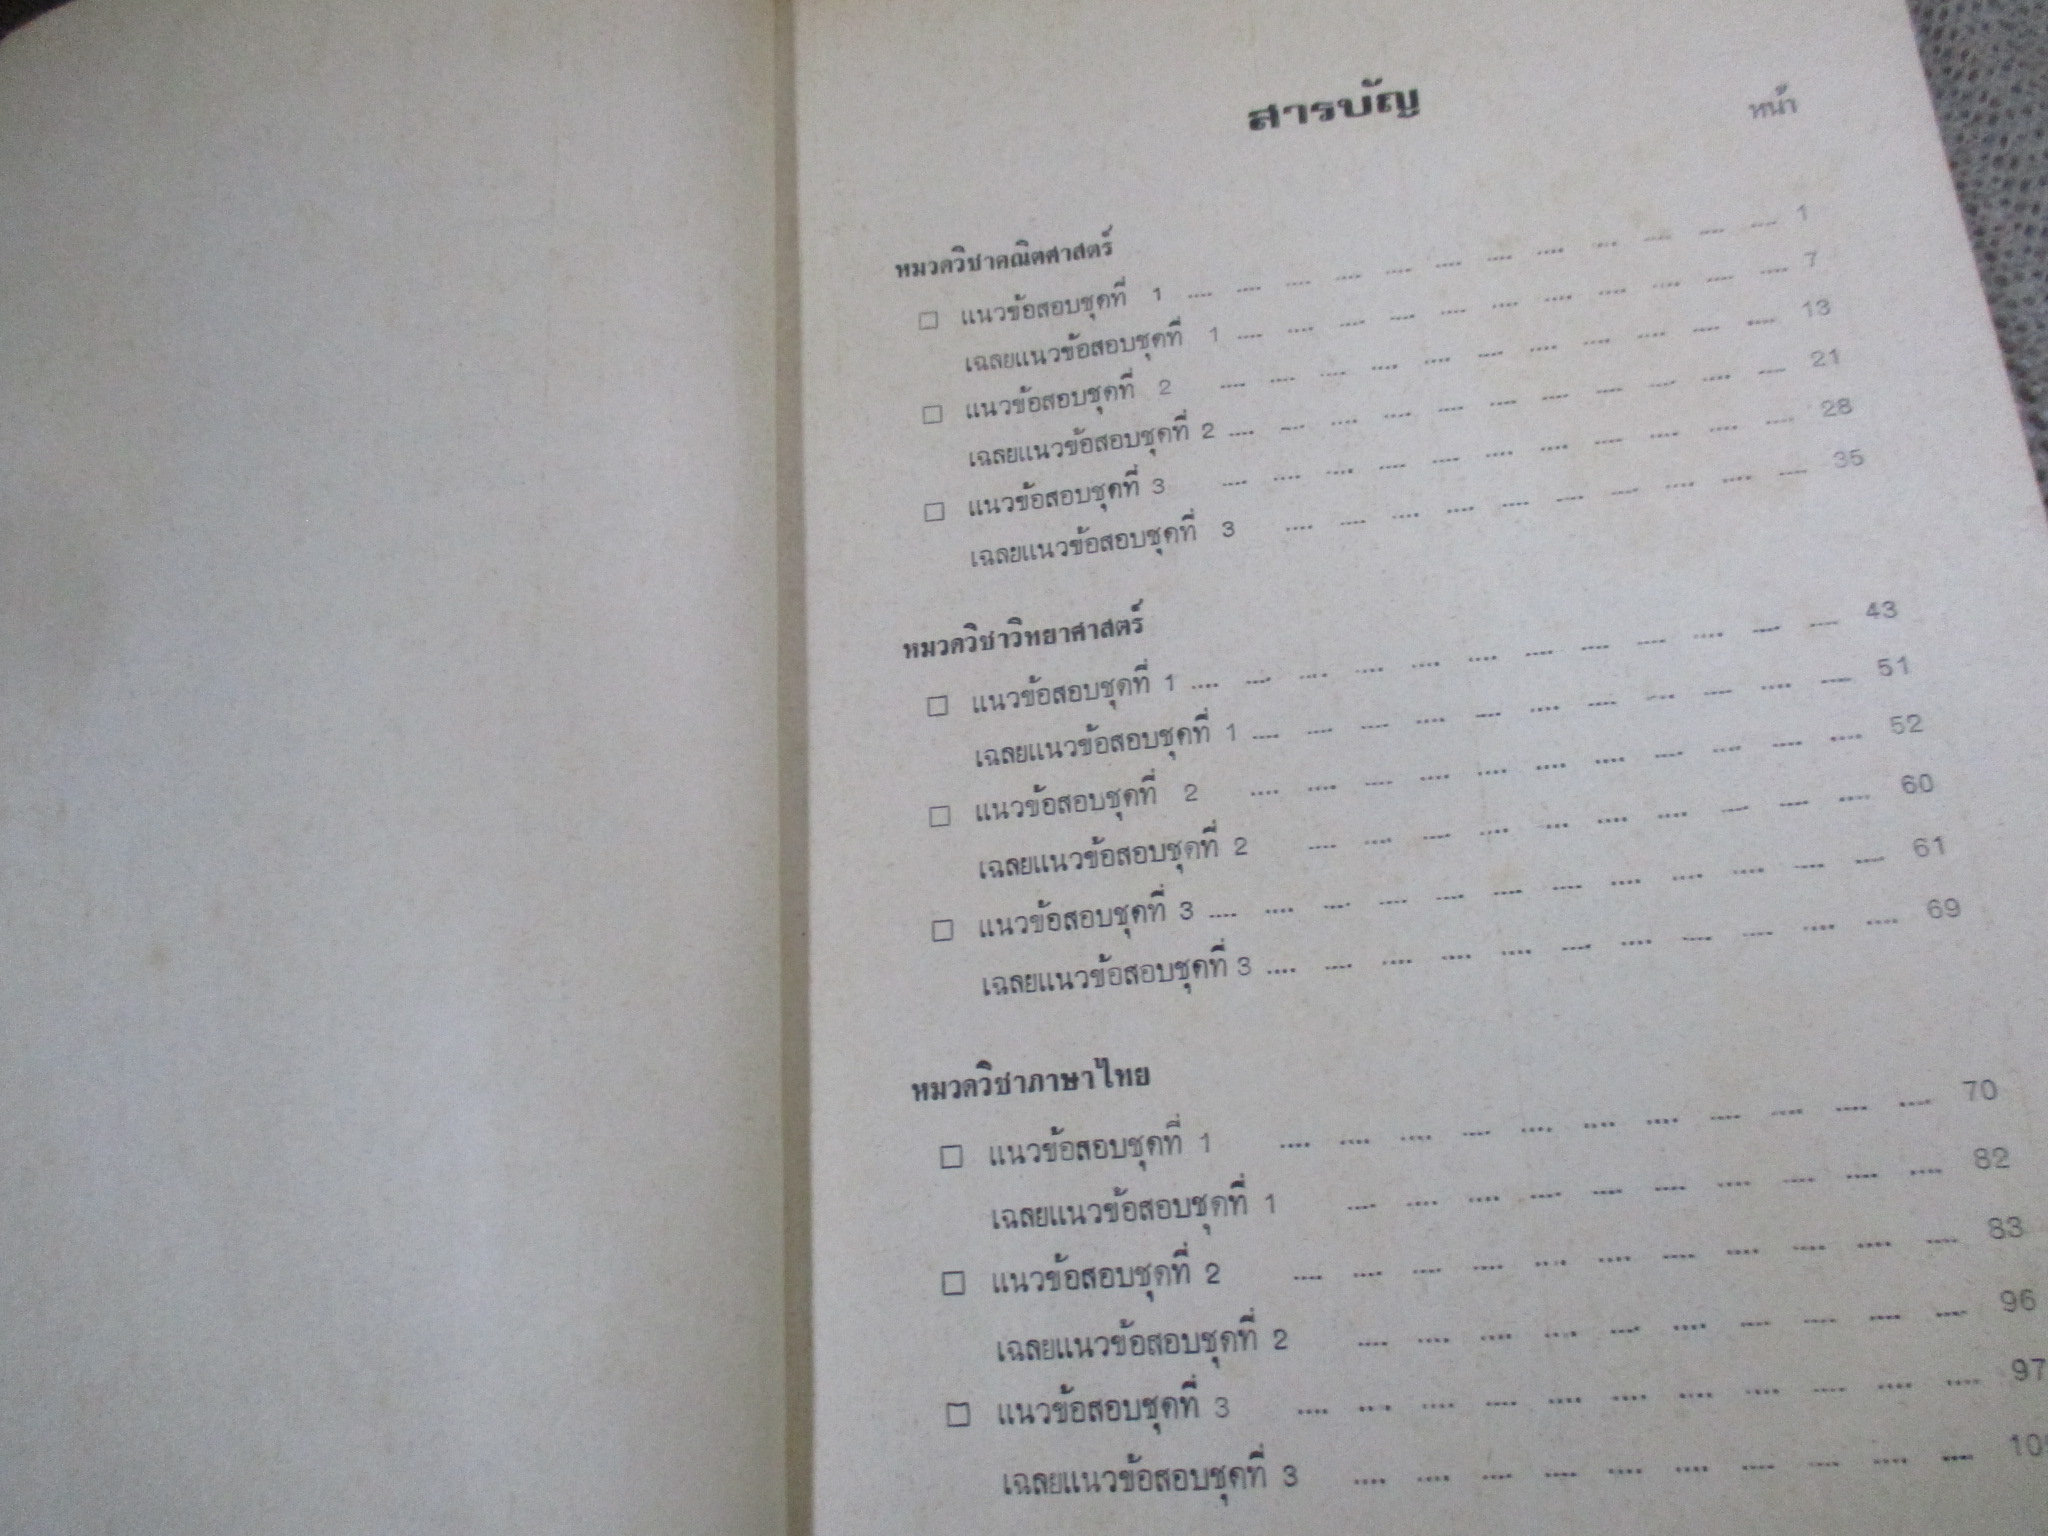 สารบัญ
หน้า
หมวดวิชาคณิตศาสตร์
☐ แนวข้อสอบชุดที่ 1 .... .... .... .... .... .... .... .... .... .... .... .... 1
เฉลยแนวข้อสอบชุดที่ 1 .... .... .... .... .... .... .... .... .... .... .... 7
☐ แนวข้อสอบชุดที่ 2 .... .... .... .... .... .... .... .... .... .... .... 13
เฉลยแนวข้อสอบชุดที่ 2 .... .... .... .... .... .... .... .... .... .... .... 21
☐ แนวข้อสอบชุดที่ 3 .... .... .... .... .... .... .... .... .... .... .... 28
เฉลยแนวข้อสอบชุดที่ 3 .... .... .... .... .... .... .... .... .... .... 35
หมวดวิชาวิทยาศาสตร์
☐ แนวข้อสอบชุดที่ 1 .... .... .... .... .... .... .... .... .... .... .... .... 43
เฉลยแนวข้อสอบชุดที่ 1 .... .... .... .... .... .... .... .... .... .... .... 51
☐ แนวข้อสอบชุดที่ 2 .... .... .... .... .... .... .... .... .... .... .... 52
เฉลยแนวข้อสอบชุดที่ 2 .... .... .... .... .... .... .... .... .... .... 60
☐ แนวข้อสอบชุดที่ 3 .... .... .... .... .... .... .... .... .... .... .... .... 61
เฉลยแนวข้อสอบชุดที่ 3 .... .... .... .... .... .... .... .... .... .... .... 69
หมวดวิชาภาษาไทย
☐ แนวข้อสอบชุดที่ 1 .... .... .... .... .... .... .... .... .... .... .... 70
เฉลยแนวข้อสอบชุดที่ 1 .... .... .... .... .... .... .... .... .... .... 82
☐ แนวข้อสอบชุดที่ 2 .... .... .... .... .... .... .... .... .... .... .... 83
เฉลยแนวข้อสอบชุดที่ 2 .... .... .... .... .... .... .... .... .... .... 96
☐ แนวข้อสอบชุดที่ 3 .... .... .... .... .... .... .... .... .... .... .... 97
เฉลยแนวข้อสอบชุดที่ 3 .... .... .... .... .... .... .... .... .... ....